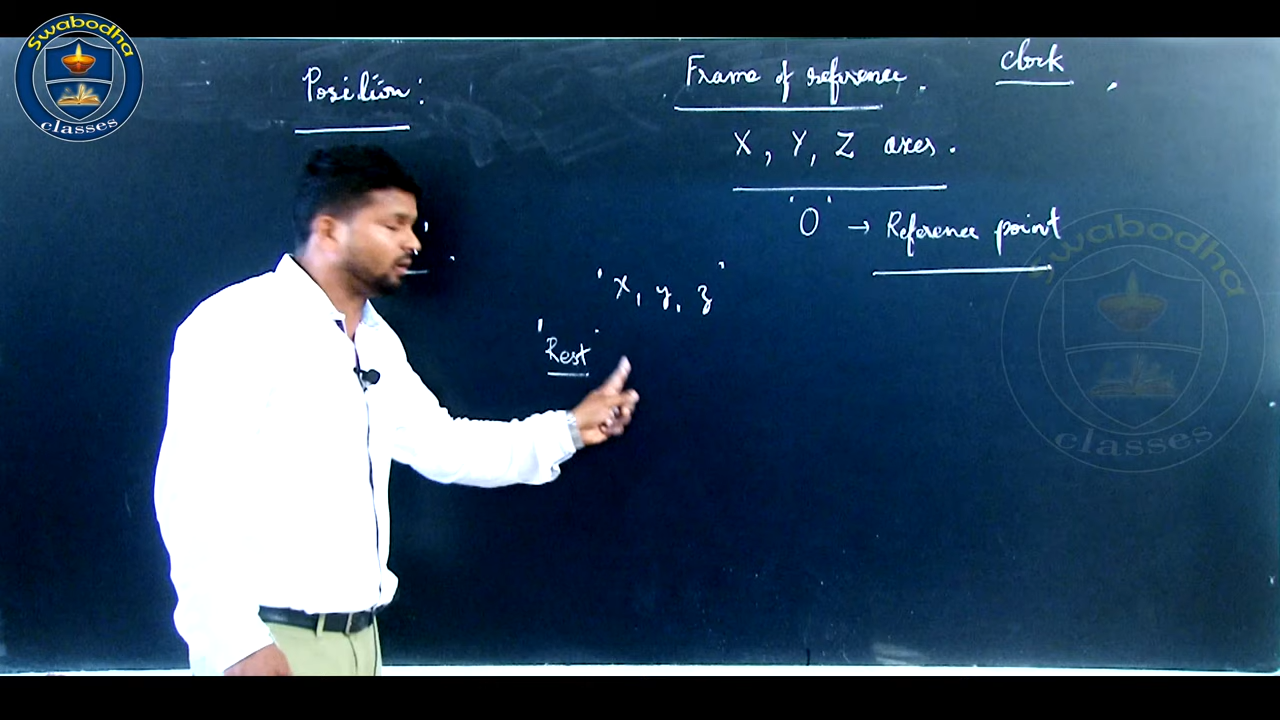 Swabodha
classes
Position:
Frame of reference.
clock.
X, Y, Z axes.
'O' → Reference point
'x, y, z'
'Rest'
Swabodha
classes